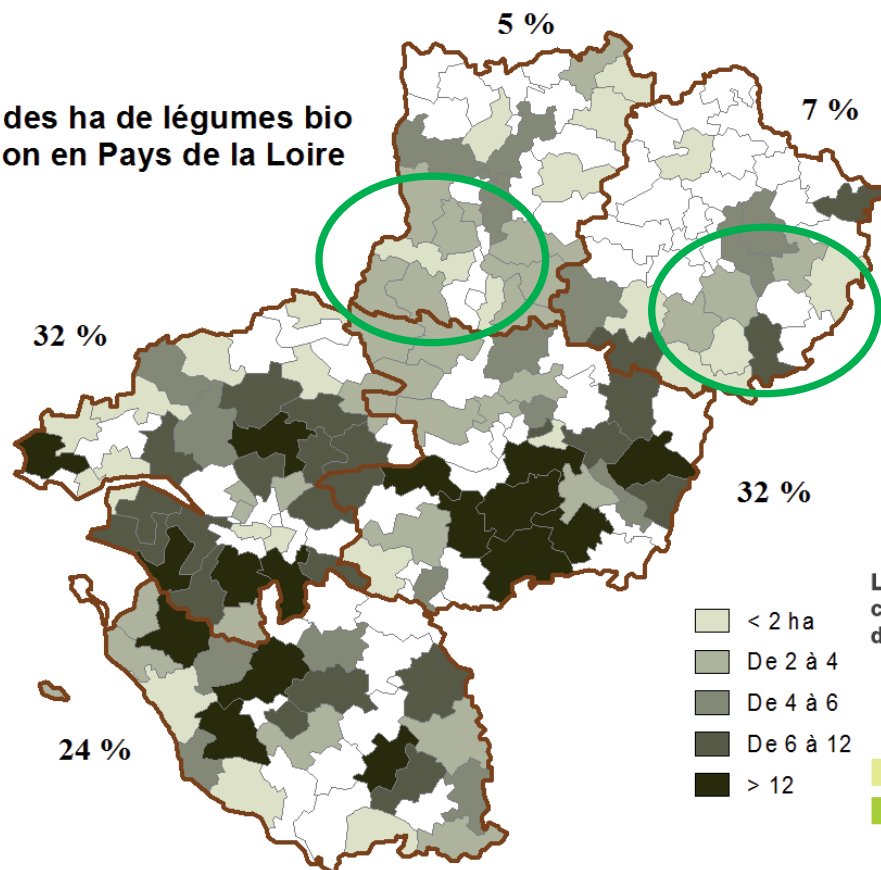 5 %
des ha de légumes bio
on en Pays de la Loire
7 %
32 %
32 %
24 %
< 2 ha
De 2 à 4
De 4 à 6
De 6 à 12
> 12
L
c
d